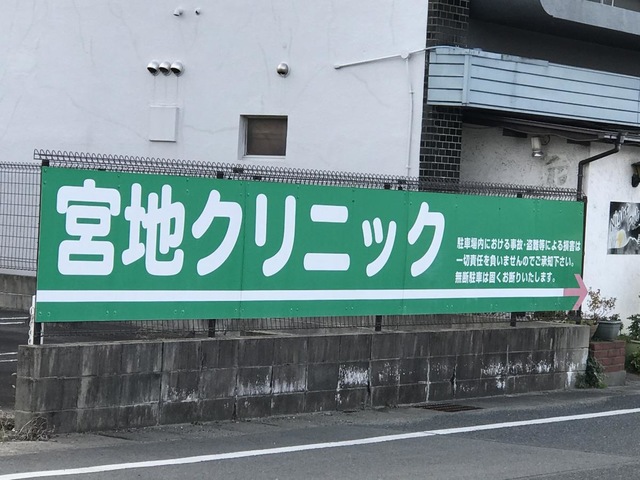 宮地クリニック
駐車場内における事故・盗難等による損害は
一切責任を負いませんのでご承知下さい。
無断駐車は固くお断りいたします。